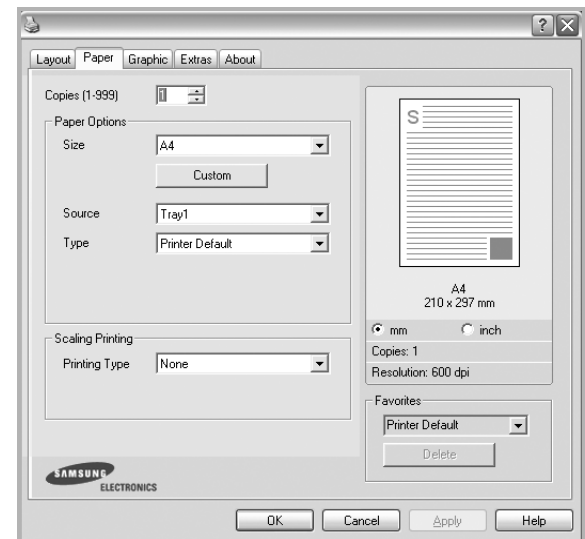 ?
Layout Paper Graphic Extras About
Copies (1-999) 1
Paper Options
Size A4
Custom
Source Tray1
Type Printer Default
Scaling Printing
Printing Type None
SAMSUNG
ELECTRONICS
S
A4
210 x 297 mm
mm inch
Copies: 1
Resolution: 600 dpi
Favorites
Printer Default
Delete
OK Cancel Apply Help